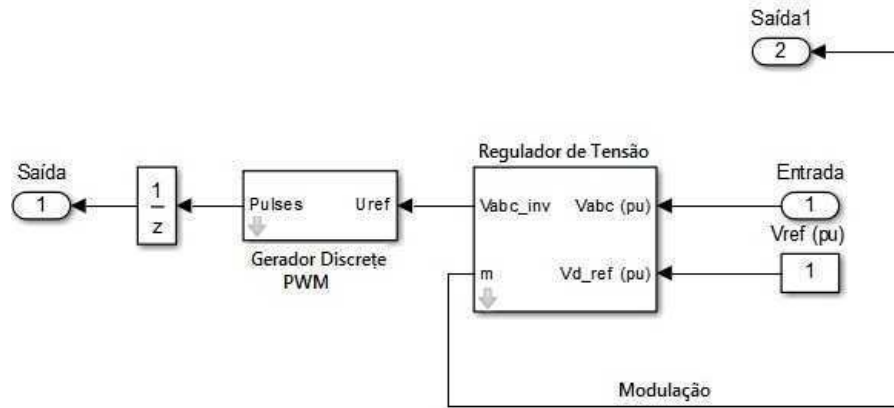 Saída1
2
Regulador de Tensão
Saída
Entrada
1
1
z
Pulses
Uref
Vabc_inv
Vabc (pu)
1
Gerador Discrete
PWM
Vref (pu)
m
Vd_ref (pu)
1
Modulação